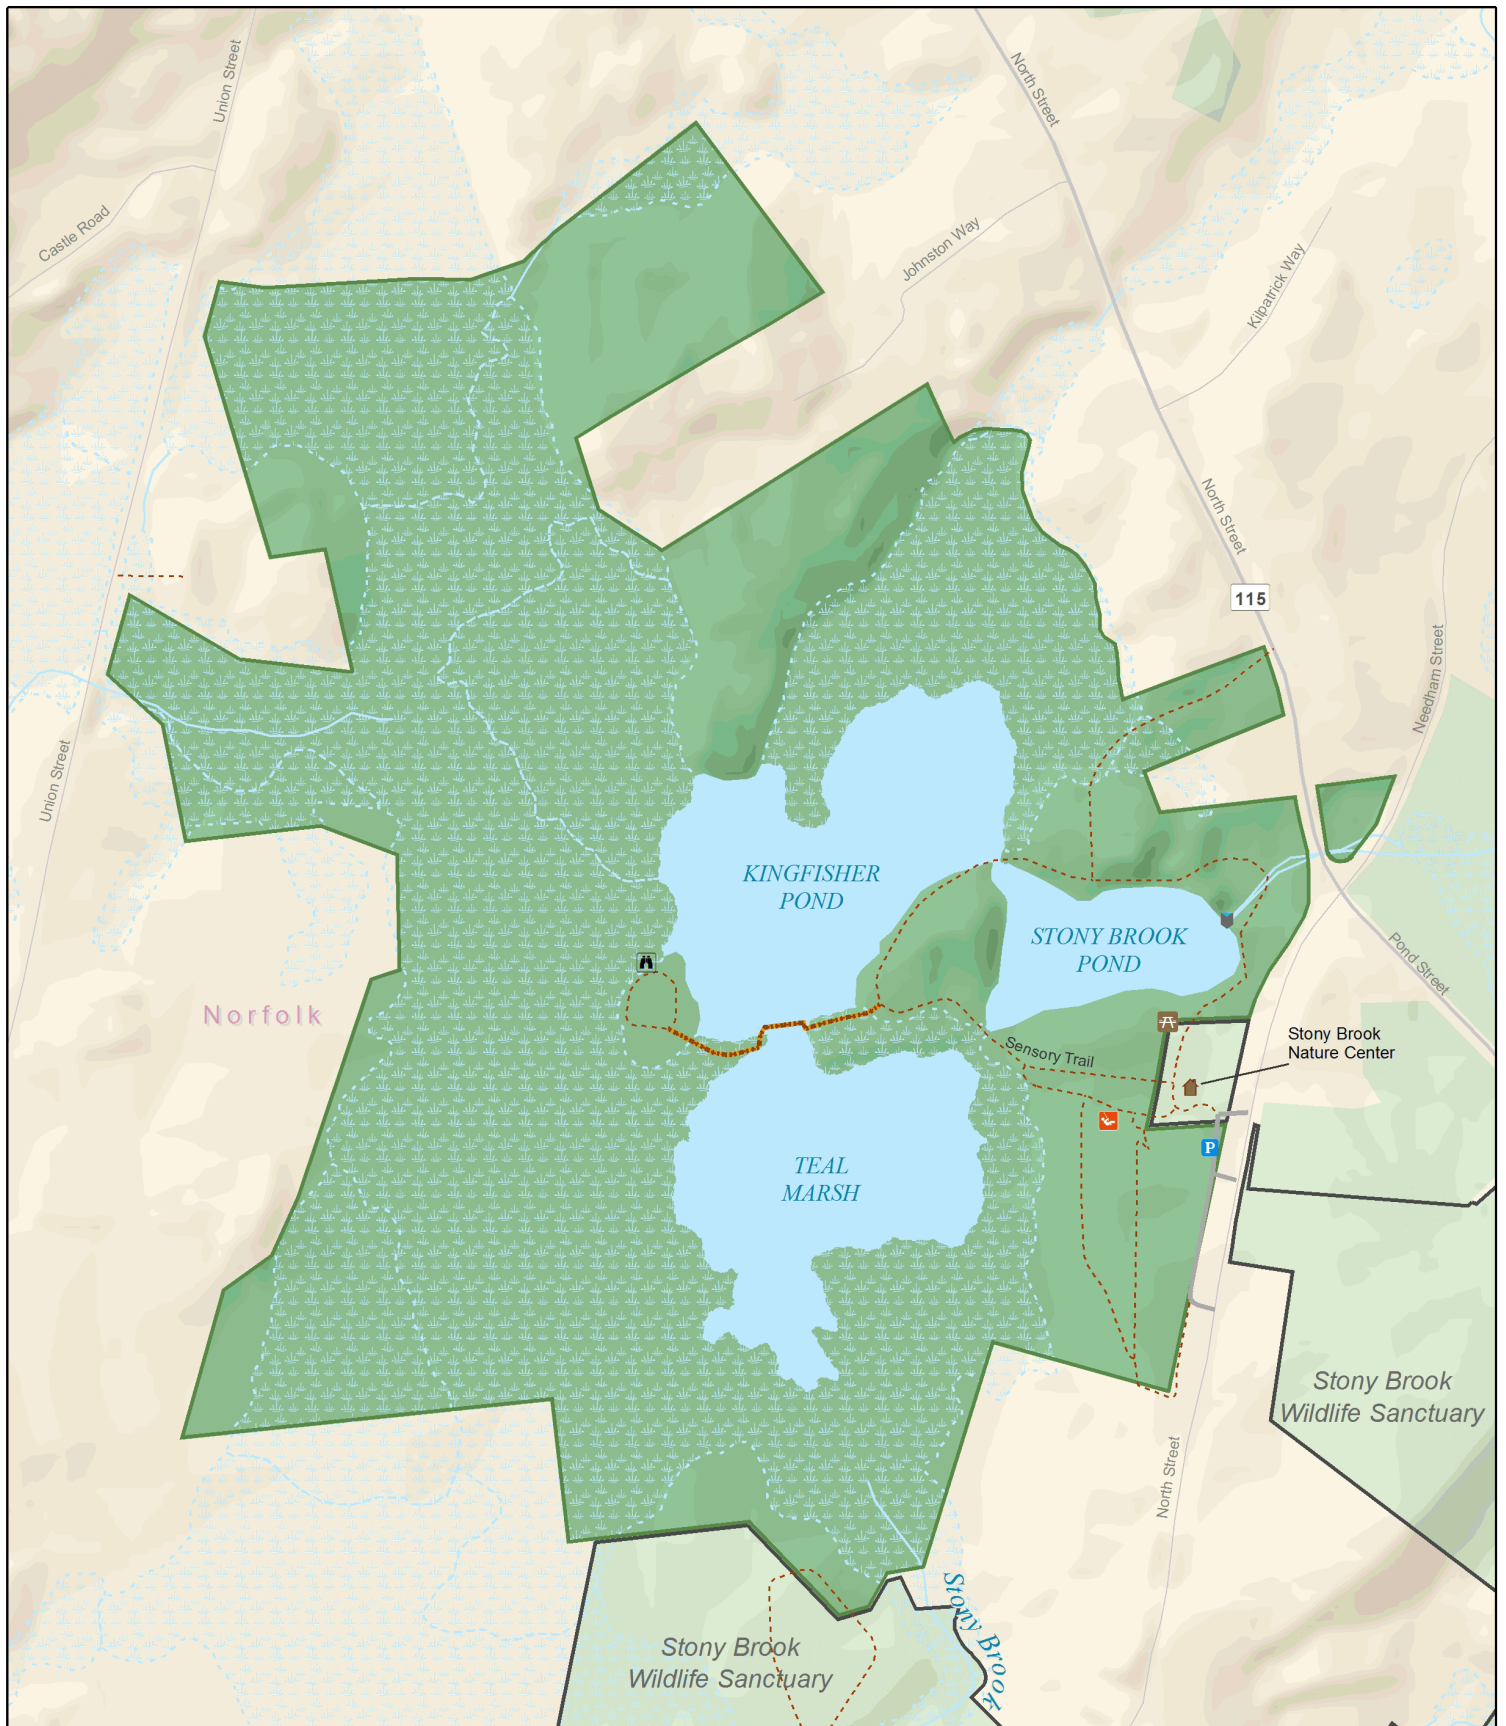 Union Street
North Street
Castle Road
Johnston Way
Kilpatrick Way
North Street
115
Needham Street
Union Street
KINGFISHER
POND
STONY BROOK
POND
Pond Street
Norfolk
Stony Brook
Nature Center
Sensory Trail
P
TEAL
MARSH
Stony Brook
Wildlife Sanctuary
North Street
Stony Brook
Stony Brook
Wildlife Sanctuary